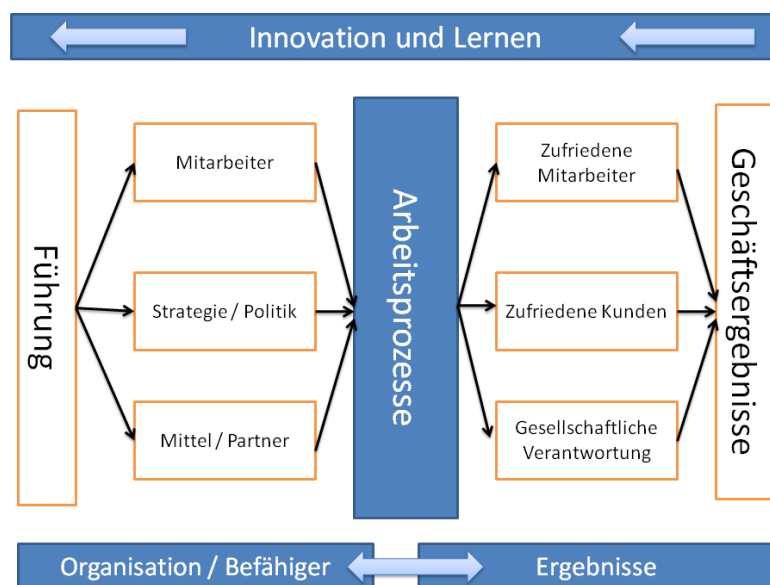 Innovation und Lernen
Führung
Mitarbeiter
Strategie / Politik
Mittel / Partner
Arbeitsprozesse
Zufriedene
Mitarbeiter
Zufriedene Kunden
Gesellschaftliche
Verantwortung
Geschäftsergebnisse
Organisation / Befähiger
Ergebnisse